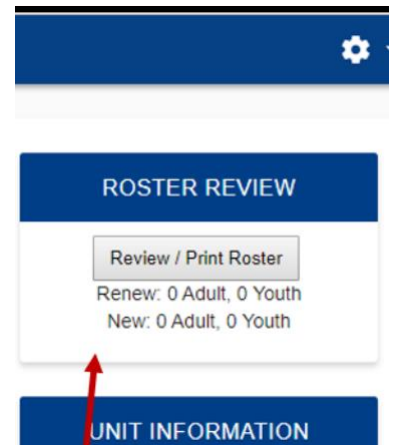 ROSTER REVIEW
Review / Print Roster
Renew: 0 Adult, 0 Youth
New: 0 Adult, 0 Youth
UNIT INFORMATION